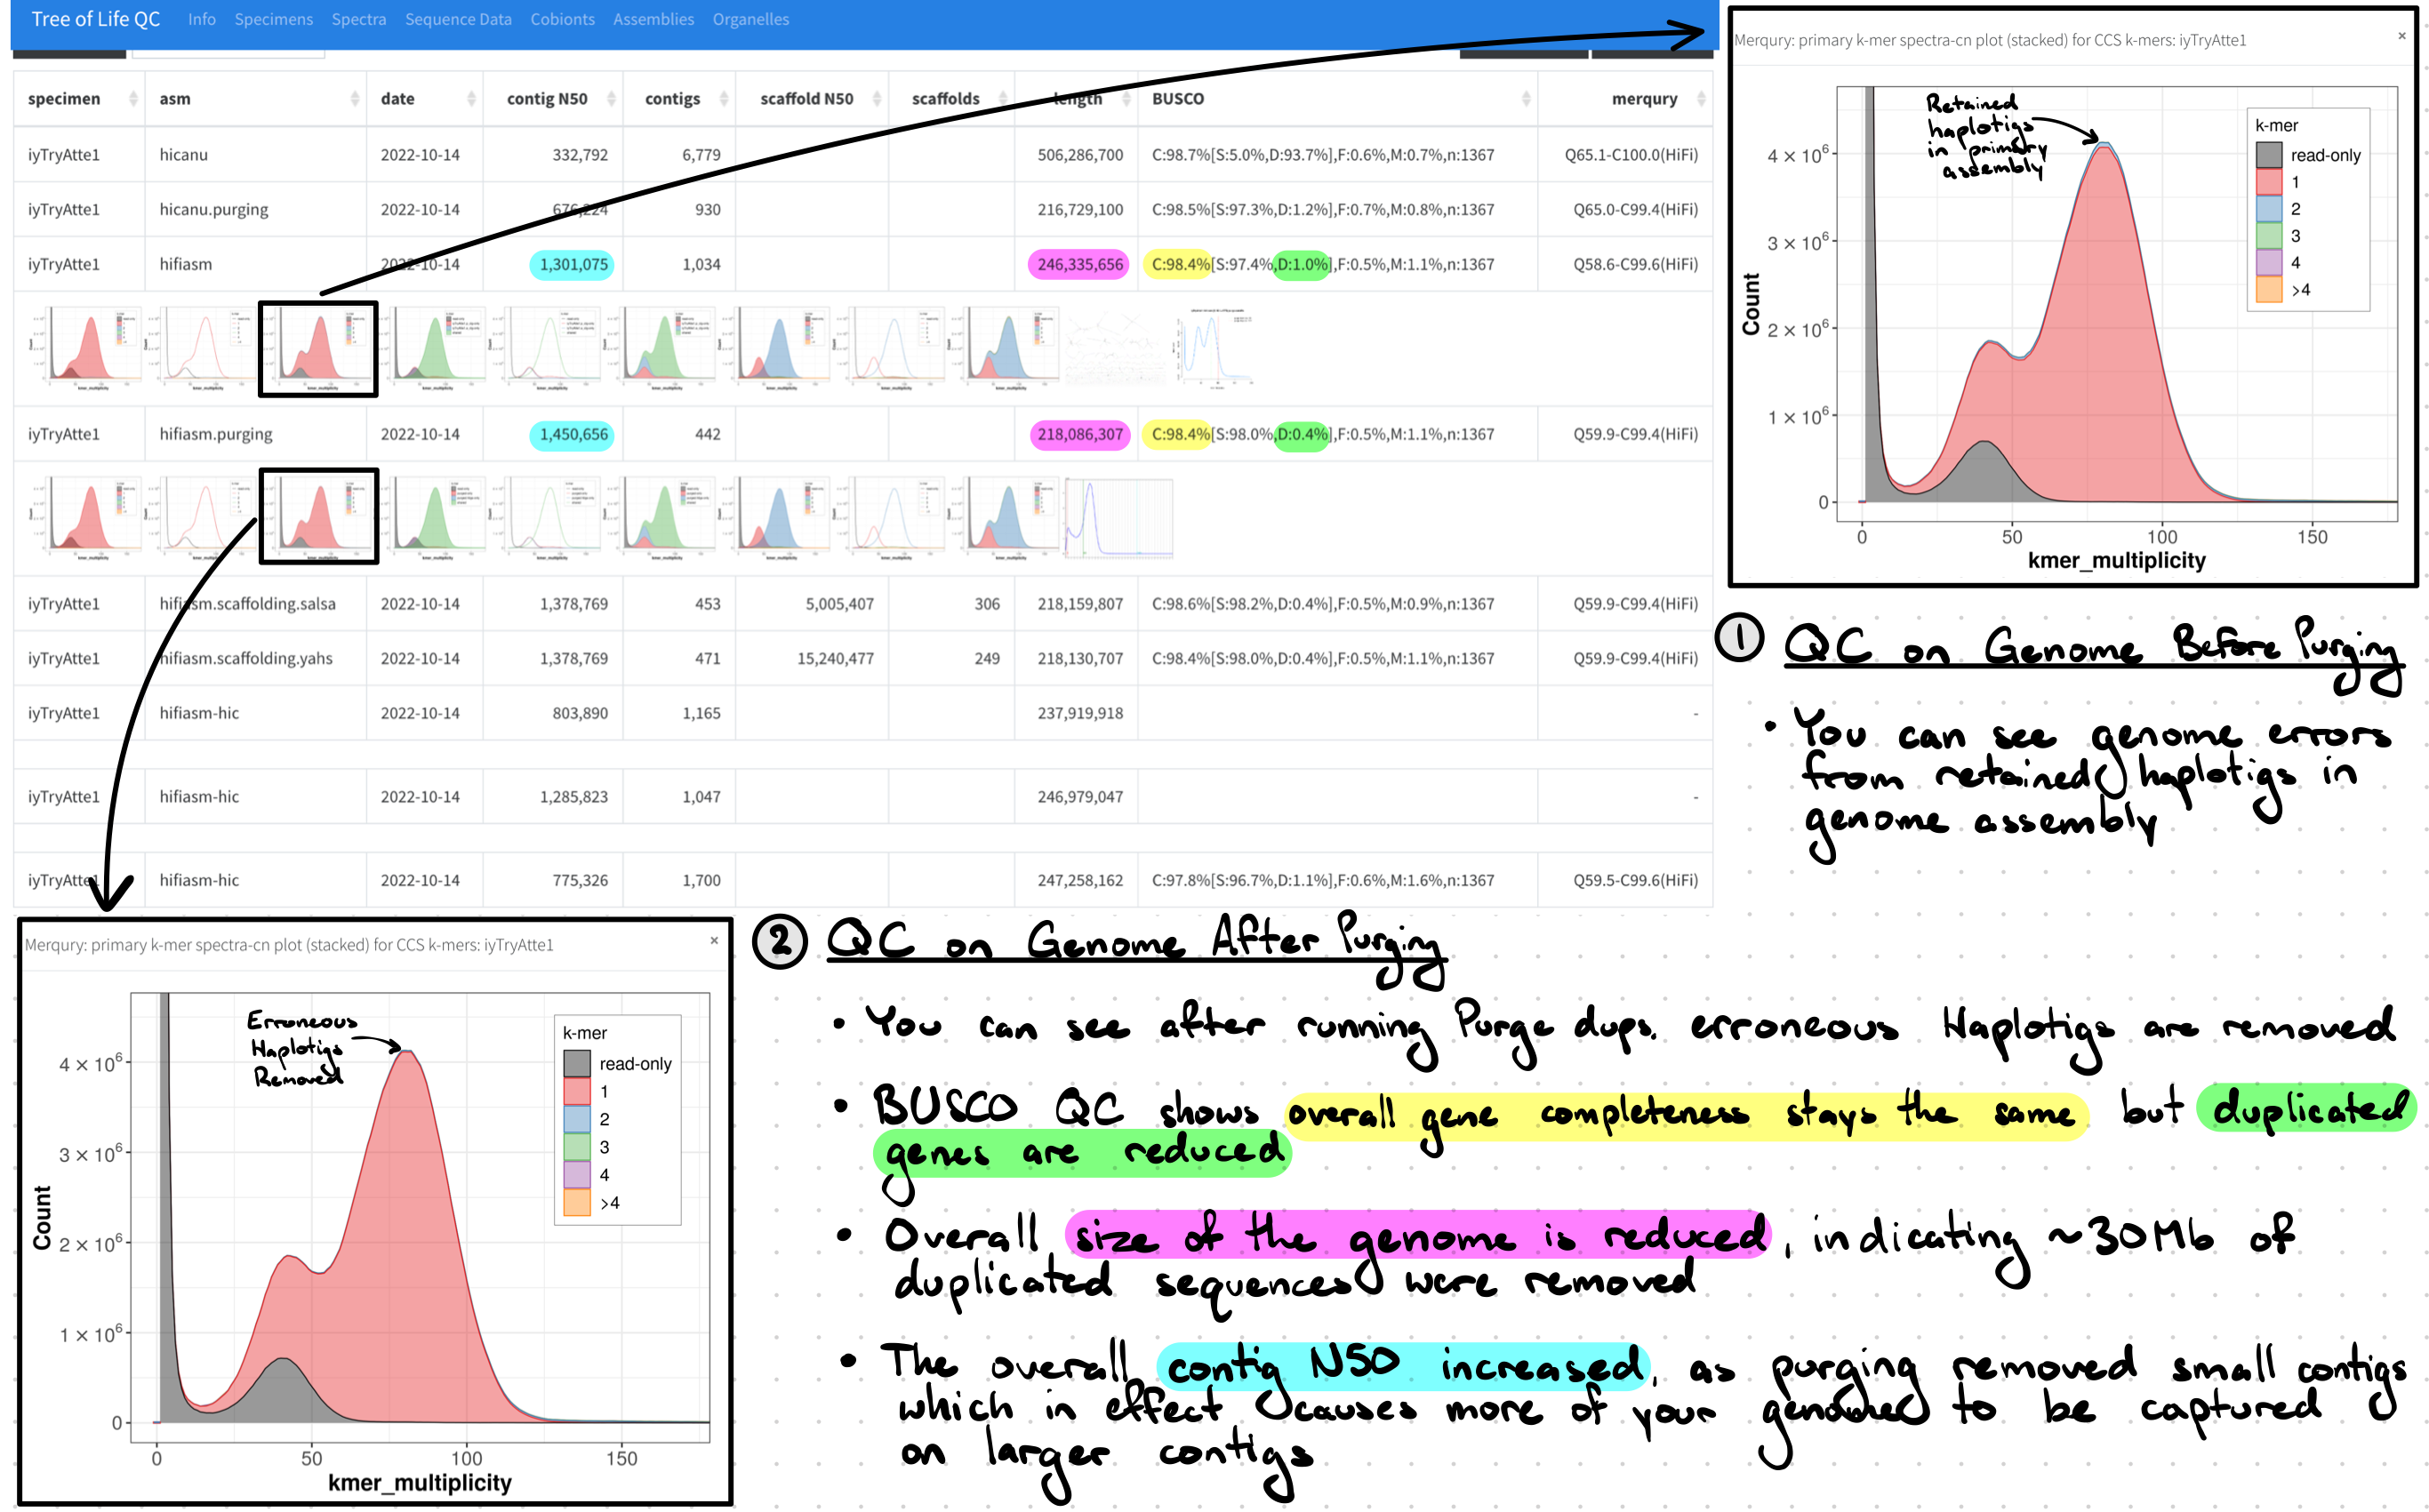 Tree of Life QC Info Specimens Spectra Sequence Data Cobionts Assemblies Organelles
specimen asm date contig N50 contigs scaffold N50 scaffolds length BUSCO merqury
iyTryAtte1 hicanu 2022-10-14 332,792 6,779 506,286,700 C:98.7%[S:5.0%,D:93.7%],F:0.6%,M:0.7%,n:1367 Q65.1-C100.0(HiFi)
iyTryAtte1 hicanu.purging 2022-10-14 676,224 930 216,729,100 C:98.5%[S:97.3%,D:1.2%],F:0.7%,M:0.8%,n:1367 Q65.0-C99.4(HiFi)
iyTryAtte1 hifiasm 2022-10-14 1,301,075 1,034 246,335,656 C:98.4%[S:97.4%,D:1.0%],F:0.5%,M:1.1%,n:1367 Q58.6-C99.6(HiFi)
iyTryAtte1 hifiasm.purging 2022-10-14 1,450,656 442 218,086,307 C:98.4%[S:98.0%,D:0.4%],F:0.5%,M:1.1%,n:1367 Q59.9-C99.4(HiFi)
iyTryAtte1 hifiasm.scaffolding.salsa 2022-10-14 1,378,769 453 5,005,407 306 218,159,807 C:98.6%[S:98.2%,D:0.4%],F:0.5%,M:0.9%,n:1367 Q59.9-C99.4(HiFi)
iyTryAtte1 hifiasm.scaffolding.yahs 2022-10-14 1,378,769 471 15,240,477 249 218,130,707 C:98.4%[S:98.0%,D:0.4%],F:0.5%,M:1.1%,n:1367 Q59.9-C99.4(HiFi)
iyTryAtte1 hifiasm-hic 2022-10-14 803,890 1,165 237,919,918 -
iyTryAtte1 hifiasm-hic 2022-10-14 1,285,823 1,047 246,979,047 -
iyTryAtte1 hifiasm-hic 2022-10-14 775,326 1,700 247,258,162 C:97.8%[S:96.7%,D:1.1%],F:0.6%,M:1.6%,n:1367 Q59.5-C99.6(HiFi)
Merqury: primary k-mer spectra-cn plot (stacked) for CCS k-mers: iyTryAtte1 ×
Retained
haplotigs
in primary
assembly
k-mer
read-only
1
2
3
4
>4
4 × 10⁶
3 × 10⁶
2 × 10⁶
1 × 10⁶
0
Count
0 50 100 150
kmer_multiplicity
1 QC on Genome Before Purging
• You can see genome errors
from retained haplotigs in
genome assembly
Merqury: primary k-mer spectra-cn plot (stacked) for CCS k-mers: iyTryAtte1 ×
Erroneous
Haplotigs
Removed
k-mer
read-only
1
2
3
4
>4
4 × 10⁶
3 × 10⁶
2 × 10⁶
1 × 10⁶
0
Count
0 50 100 150
kmer_multiplicity
2 QC on Genome After Purging
• You can see after running Purge dups. erroneous Haplotigs are removed
• BUSCO QC shows overall gene completeness stays the same but duplicated
genes are reduced
• Overall size of the genome is reduced, indicating ~30Mb of
duplicated sequences were removed
• The overall contig N50 increased, as purging removed small contigs
which in effect causes more of your genome to be captured
on larger contigs